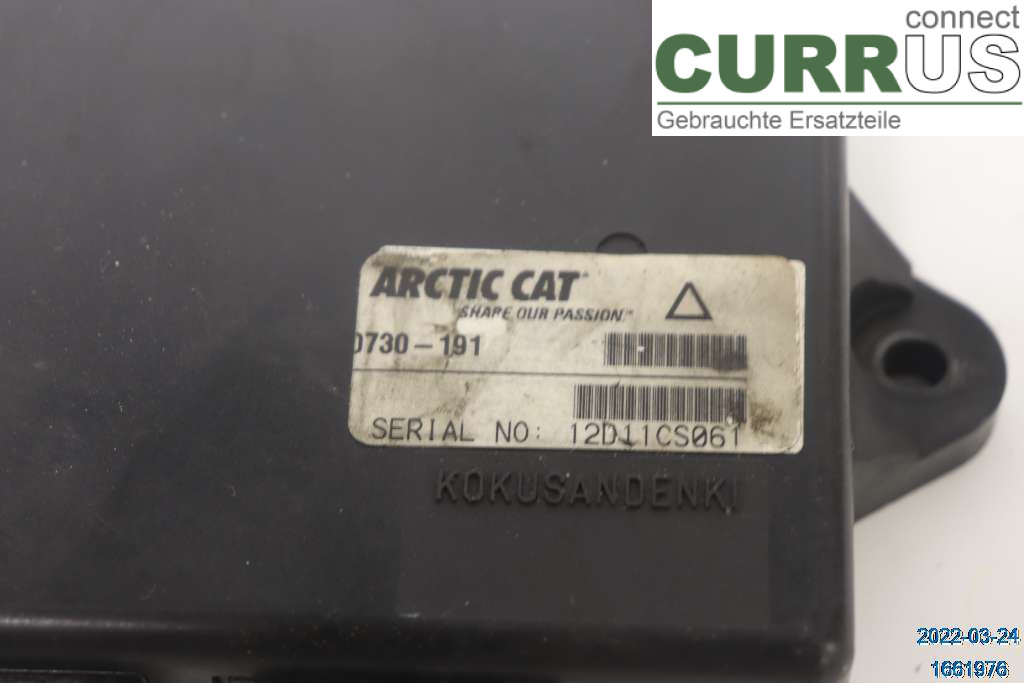 connect
CURRUS
Gebrauchte Ersatzteile
ARCTIC CAT
SHARE OUR PASSION.™
0730-191
SERIAL NO: 12D11CS061
KOKUSANDENKI
2022-03-24
1661976